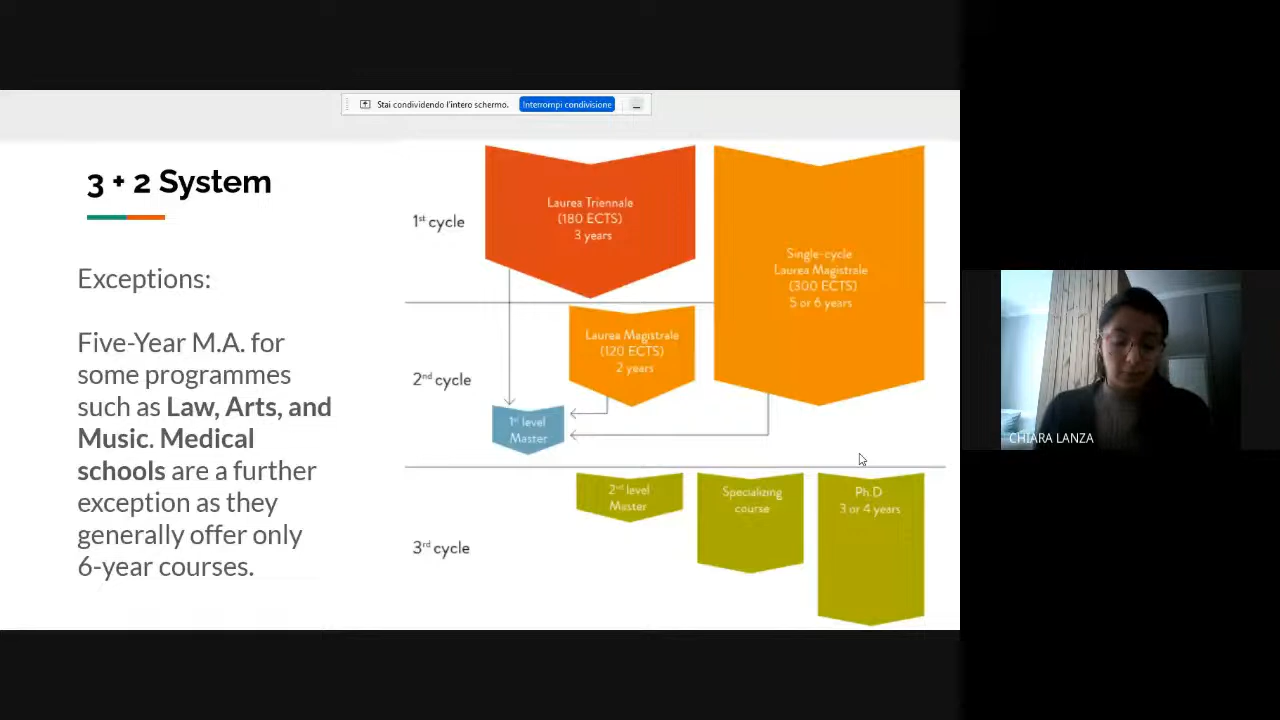 Stai condividendo l'intero schermo. Interrompi condivisione
3 + 2 System
Exceptions:
Five-Year M.A. for
some programmes
such as Law, Arts, and
Music. Medical
schools are a further
exception as they
generally offer only
6-year courses.
1st cycle
Laurea Triennale
(180 ECTS)
3 years
Single-cycle
Laurea Magistrale
(300 ECTS)
5 or 6 years
2nd cycle
Laurea Magistrale
(120 ECTS)
2 years
1st level
Master
3rd cycle
2nd level
Master
Specializing
course
Ph.D
3 or 4 years
CHIARA LANZA